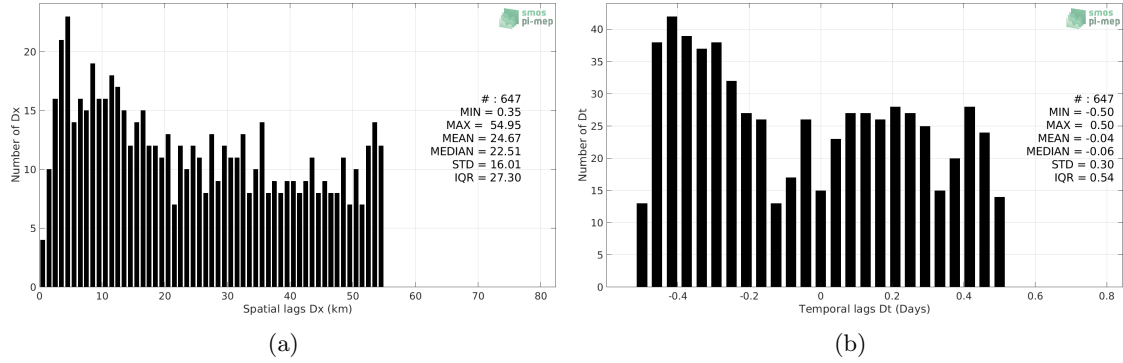 smos
pi-mep
Number of Dx
20
15
10
5
0
# : 647
MIN = 0.35
MAX = 54.95
MEAN = 24.67
MEDIAN = 22.51
STD = 16.01
IQR = 27.30
0 10 20 30 40 50 60 70 80
Spatial lags Dx (km)
(a)
smos
pi-mep
Number of Dt
40
35
30
25
20
15
10
5
0
# : 647
MIN = -0.50
MAX = 0.50
MEAN = -0.04
MEDIAN = -0.06
STD = 0.30
IQR = 0.54
-0.4 -0.2 0 0.2 0.4 0.6 0.8
Temporal lags Dt (Days)
(b)